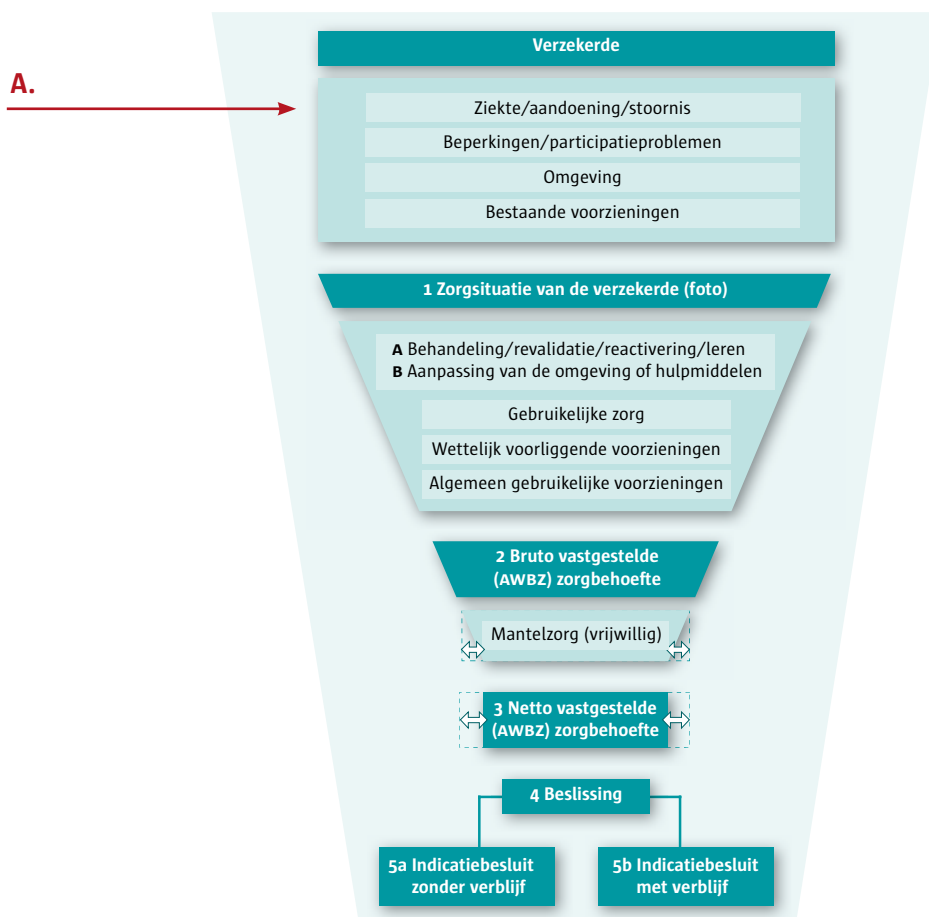 Verzekerde
A.
Ziekte/aandoening/stoornis
Beperkingen/participatieproblemen
Omgeving
Bestaande voorzieningen
1 Zorgsituatie van de verzekerde (foto)
A Behandeling/revalidatie/reactivering/leren
B Aanpassing van de omgeving of hulpmiddelen
Gebruikelijke zorg
Wettelijk voorliggende voorzieningen
Algemeen gebruikelijke voorzieningen
2 Bruto vastgestelde
(AWBZ) zorgbehoefte
Mantelzorg (vrijwillig)
3 Netto vastgestelde
(AWBZ) zorgbehoefte
4 Beslissing
5a Indicatiebesluit
zonder verblijf
5b Indicatiebesluit
met verblijf